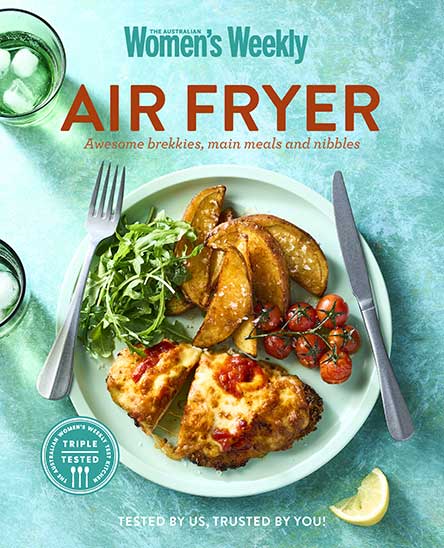 THE AUSTRALIAN
Women's Weekly
AIR FRYER
Awesome brekkies, main meals and nibbles
THE AUSTRALIAN WOMEN'S WEEKLY TEST KITCHEN
TRIPLE
TESTED
TESTED BY US, TRUSTED BY YOU!